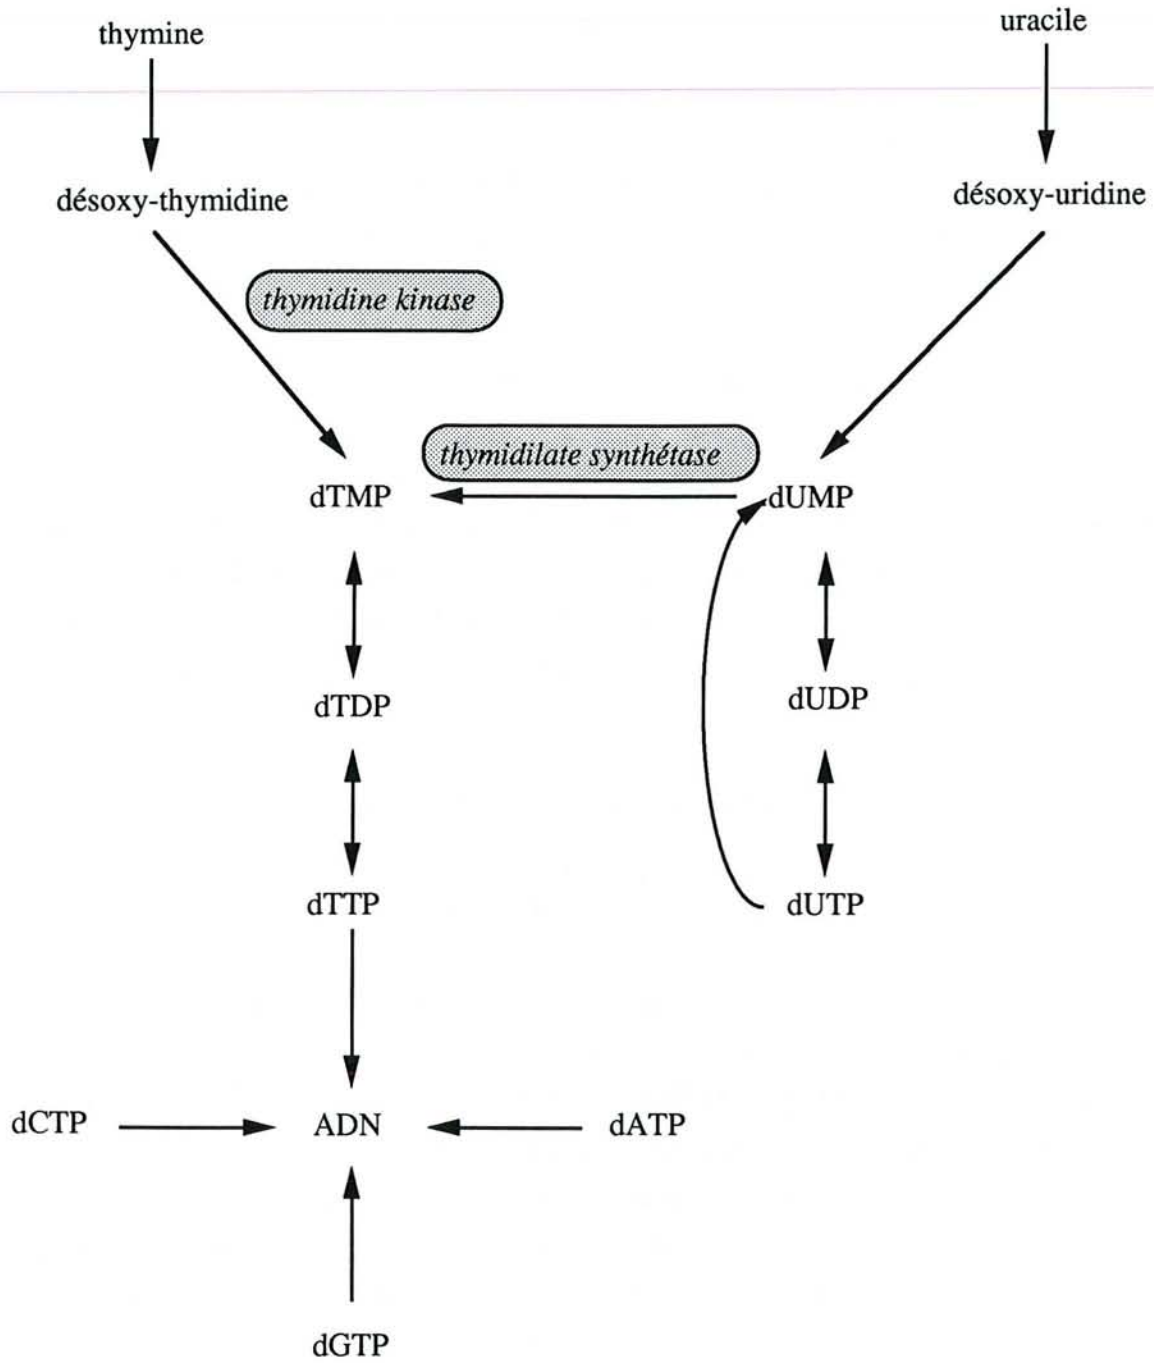 thymine
uracile
désoxy-thymidine
désoxy-uridine
thymidine kinase
thymidilate synthétase
dTMP
dUMP
dTDP
dUDP
dTTP
dUTP
dCTP
ADN
dATP
dGTP